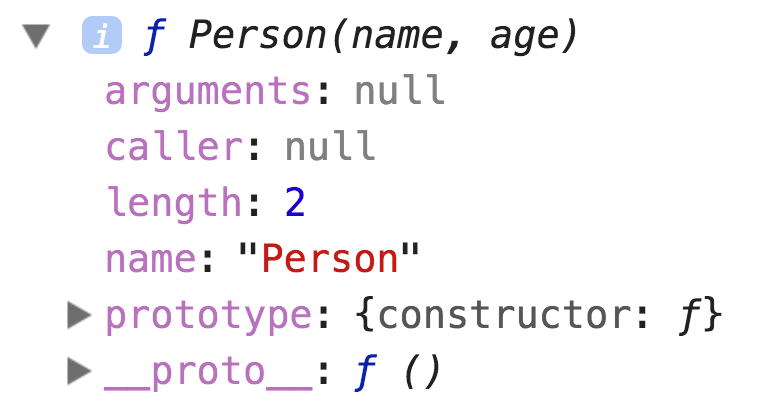 i f Person(name, age)
arguments: null
caller: null
length: 2
name: "Person"
prototype: {constructor: f}
__proto__: f ()